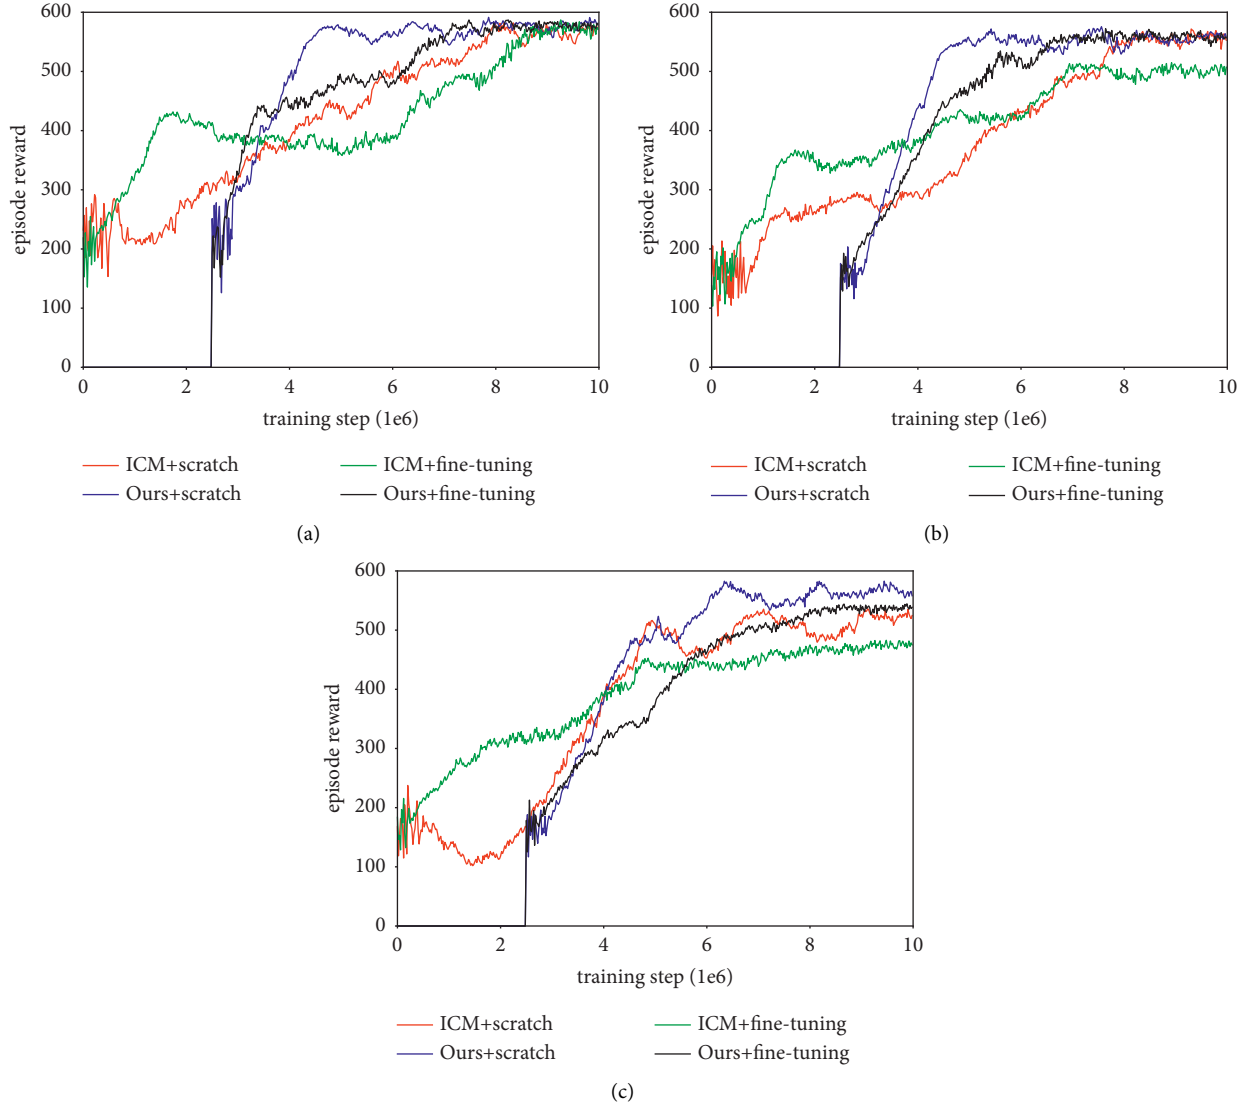 600
500
400
300
200
100
0
episode reward
0 2 4 6 8 10
training step (1e6)
ICM+scratch ICM+fine-tuning
Ours+scratch Ours+fine-tuning
(a)
600
500
400
300
200
100
0
episode reward
0 2 4 6 8 10
training step (1e6)
ICM+scratch ICM+fine-tuning
Ours+scratch Ours+fine-tuning
(b)
600
500
400
300
200
100
0
episode reward
0 2 4 6 8 10
training step (1e6)
ICM+scratch ICM+fine-tuning
Ours+scratch Ours+fine-tuning
(c)